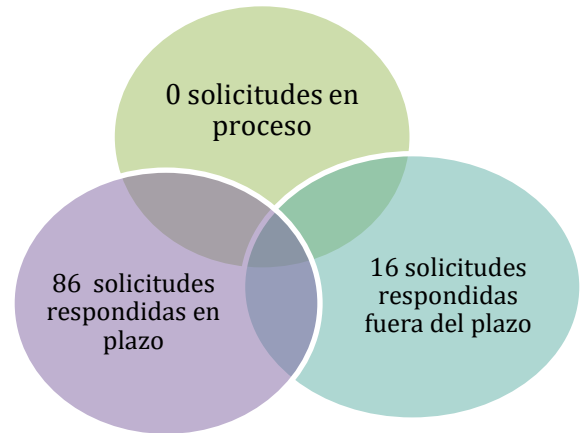 0 solicitudes en
proceso
86 solicitudes
respondidas en
plazo
16 solicitudes
respondidas
fuera del plazo